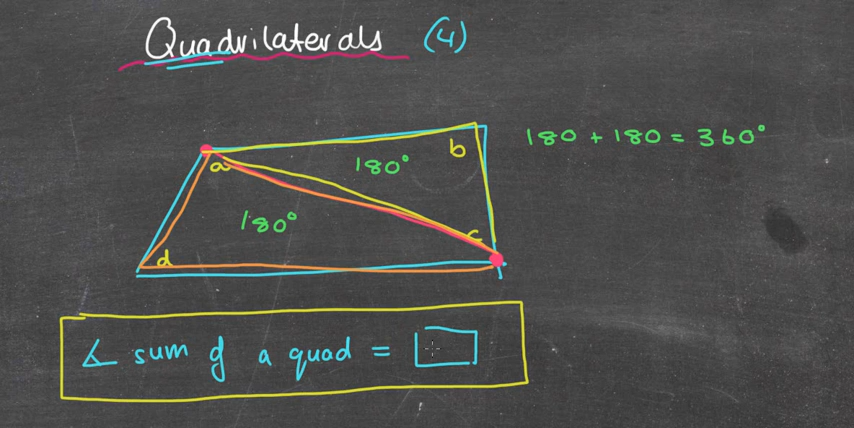 Quadrilaterals (4)
180 + 180 = 360°
a 180° b
180° c
d
∡ sum of a quad =